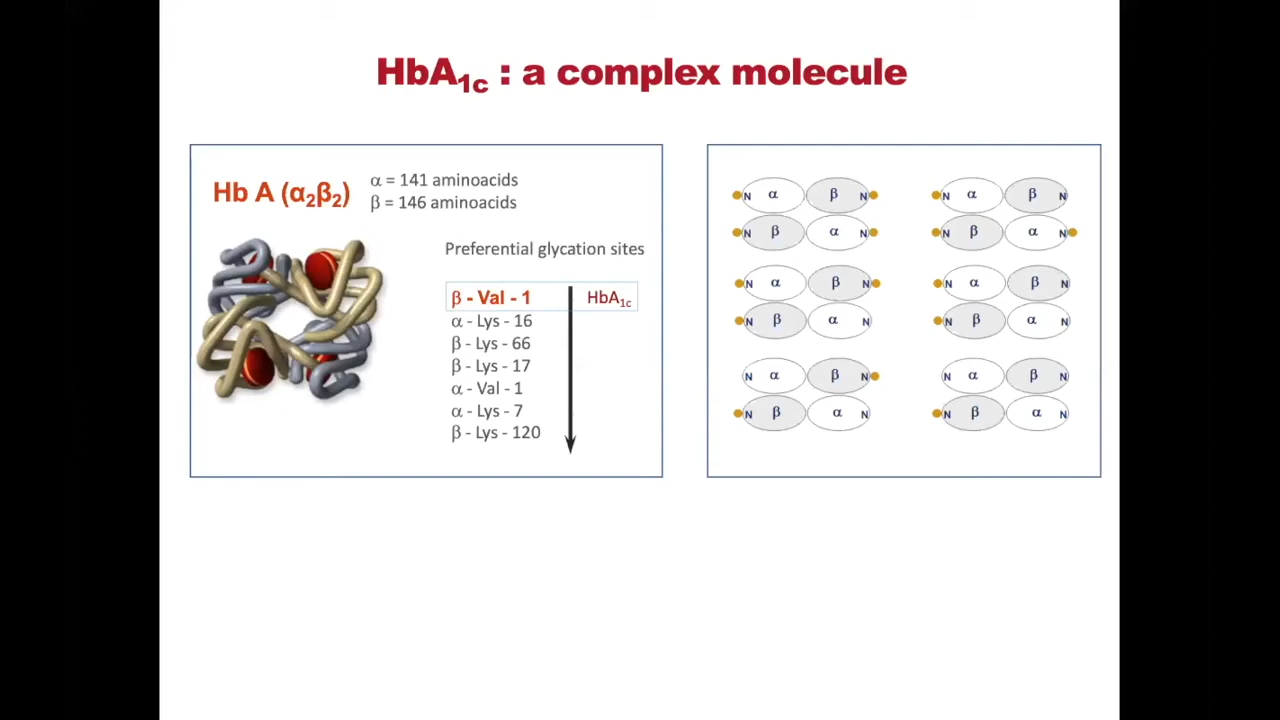 HbA1c : a complex molecule
Hb A (α2β2)
α = 141 aminoacids
β = 146 aminoacids
Preferential glycation sites
β - Val - 1 HbA1c
α - Lys - 16
β - Lys - 66
β - Lys - 17
α - Val - 1
α - Lys - 7
β - Lys - 120
N α β N N α β N
N β α N N β α N
N α β N N α β N
N β α N N β α N
N α β N N α β N
N β α N N β α N